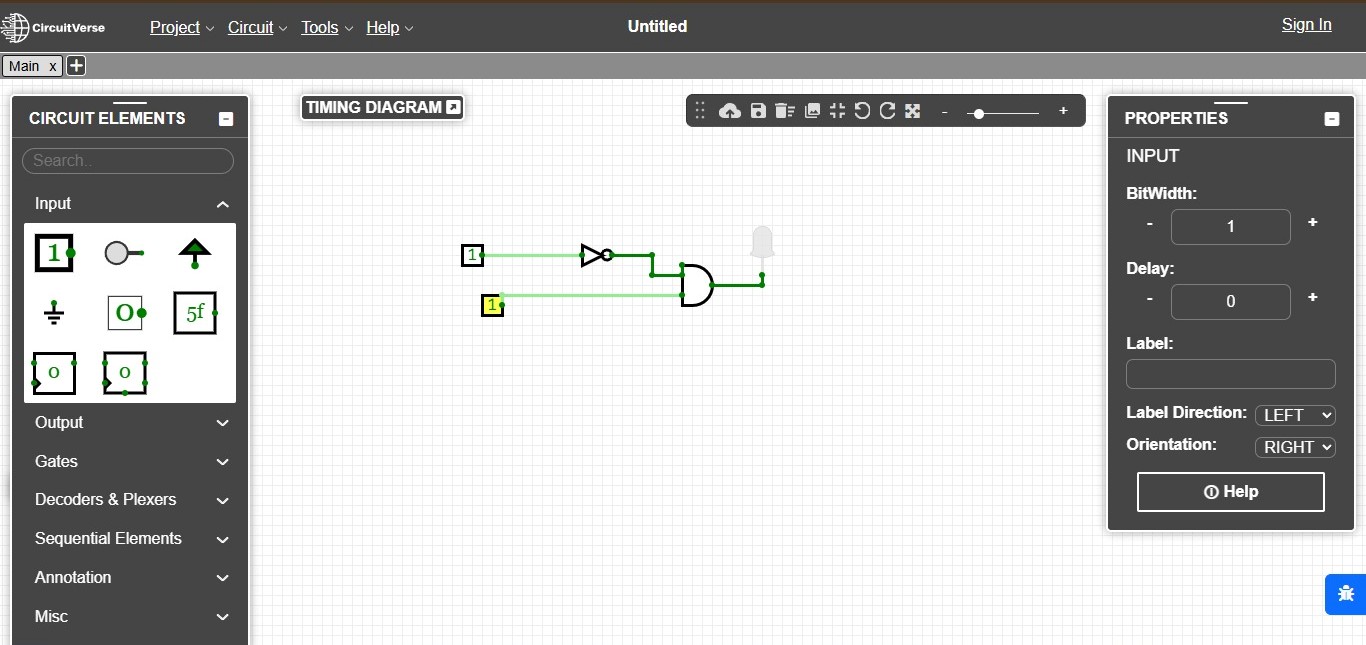 CircuitVerse Project Circuit Tools Help Untitled Sign In
Main x +
CIRCUIT ELEMENTS -
Search..
Input
1
O 5f
0 0
Output
Gates
Decoders & Plexers
Sequential Elements
Annotation
Misc
TIMING DIAGRAM
- +
1
1
PROPERTIES -
INPUT
BitWidth:
- 1 +
Delay:
- 0 +
Label:
Label Direction: LEFT
Orientation: RIGHT
Help